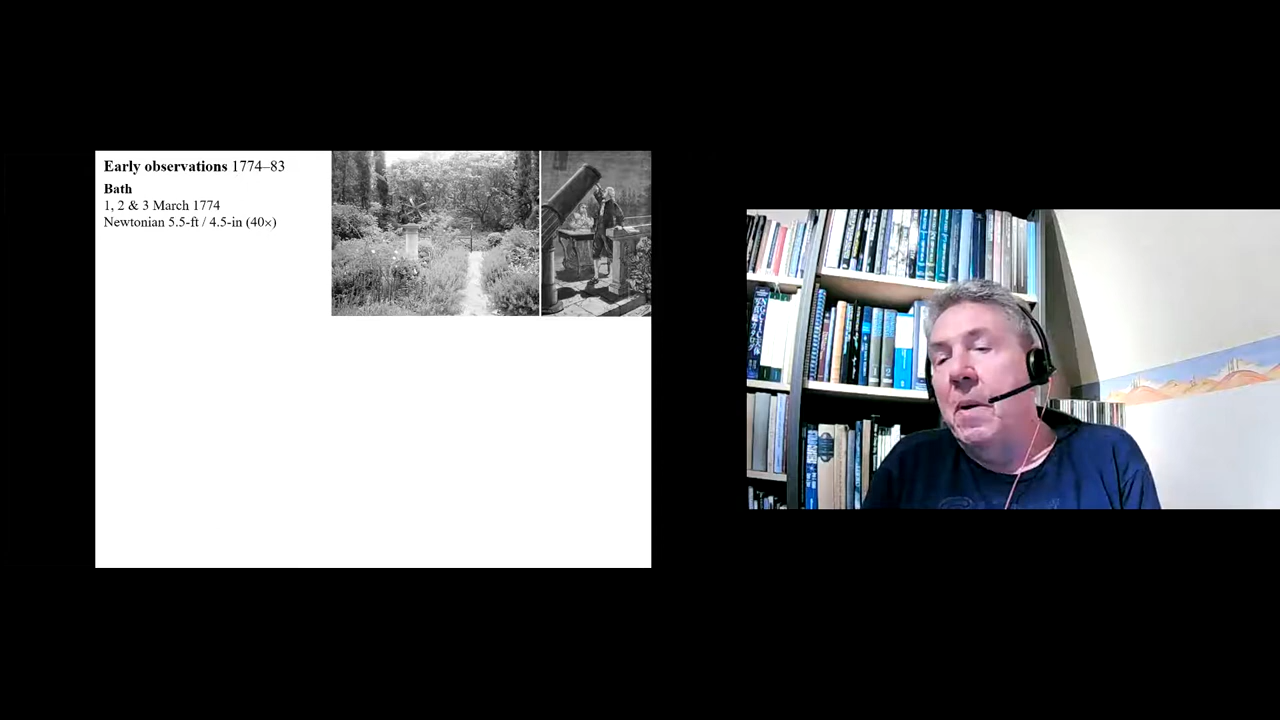 Early observations 1774–83
Bath
1, 2 & 3 March 1774
Newtonian 5.5-ft / 4.5-in (40×)